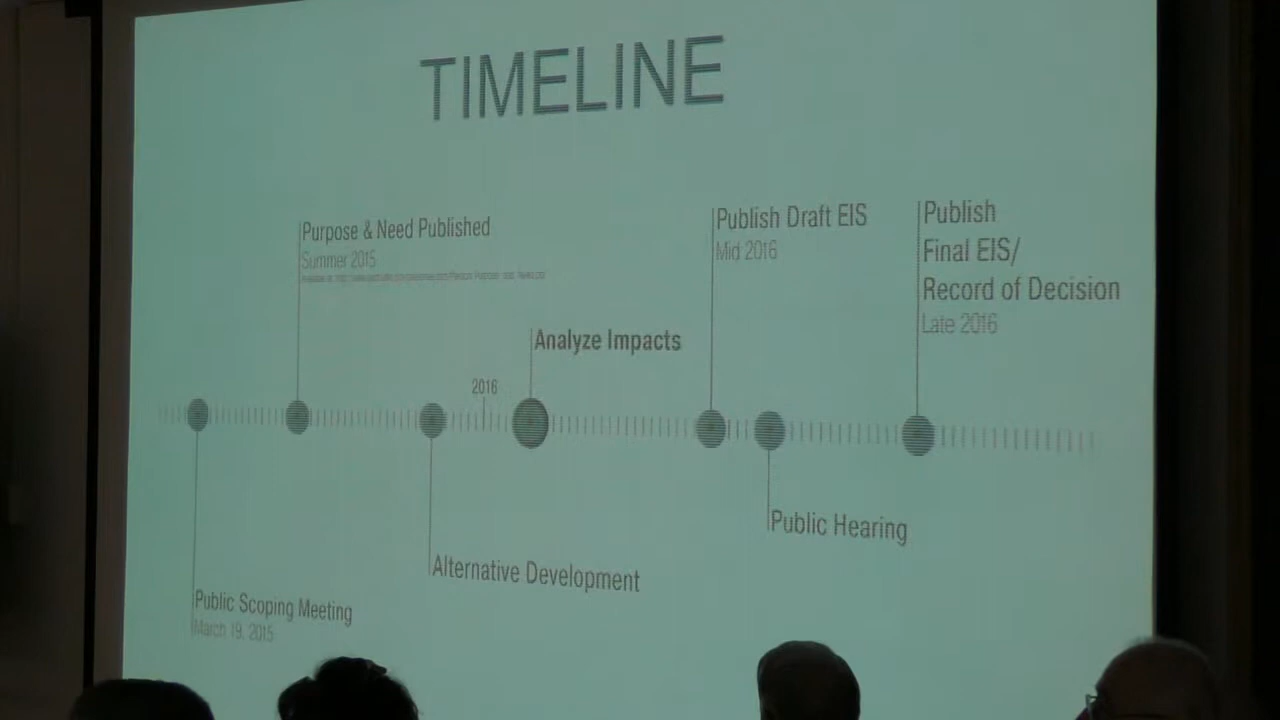 TIMELINE
Purpose & Need Published
Summer 2015
Publish Draft EIS
Mid 2016
Publish
Final EIS/
Record of Decision
Late 2016
Analyze Impacts
2016
Public Hearing
Alternative Development
Public Scoping Meeting
March 19, 2015